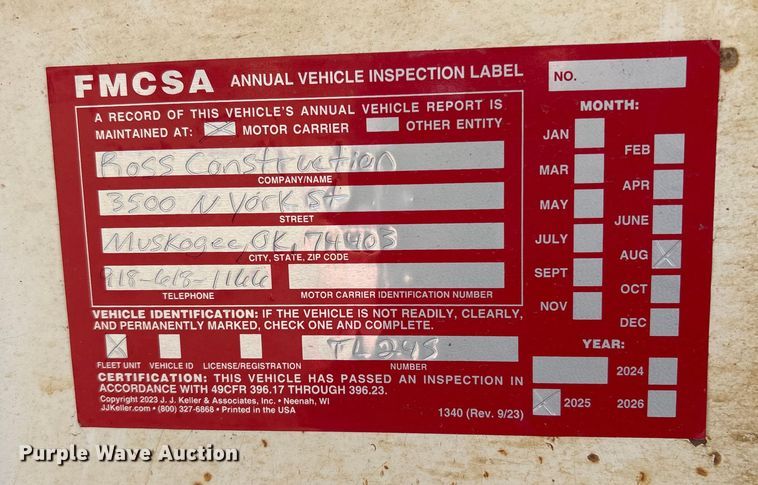 FMCSA ANNUAL VEHICLE INSPECTION LABEL
NO.
A RECORD OF THIS VEHICLE'S ANNUAL VEHICLE REPORT IS
MAINTAINED AT: MOTOR CARRIER OTHER ENTITY
Ross Construction
COMPANY/NAME
3500 N York St
STREET
Muskogee, OK, 74403
CITY, STATE, ZIP CODE
918-618-1166
TELEPHONE MOTOR CARRIER IDENTIFICATION NUMBER
VEHICLE IDENTIFICATION: IF THE VEHICLE IS NOT READILY, CLEARLY,
AND PERMANENTLY MARKED, CHECK ONE AND COMPLETE.
TL245
FLEET UNIT VEHICLE ID LICENSE/REGISTRATION NUMBER
CERTIFICATION: THIS VEHICLE HAS PASSED AN INSPECTION IN
ACCORDANCE WITH 49CFR 396.17 THROUGH 396.23.
Copyright 2023 J. J. Keller & Associates, Inc. • Neenah, WI
JJKeller.com • (800) 327-6868 • Printed in the USA
1340 (Rev. 9/23)
MONTH:
JAN FEB
MAR APR
MAY JUNE
JULY AUG
SEPT OCT
NOV DEC
YEAR:
2024
2025 2026
Purple Wave Auction